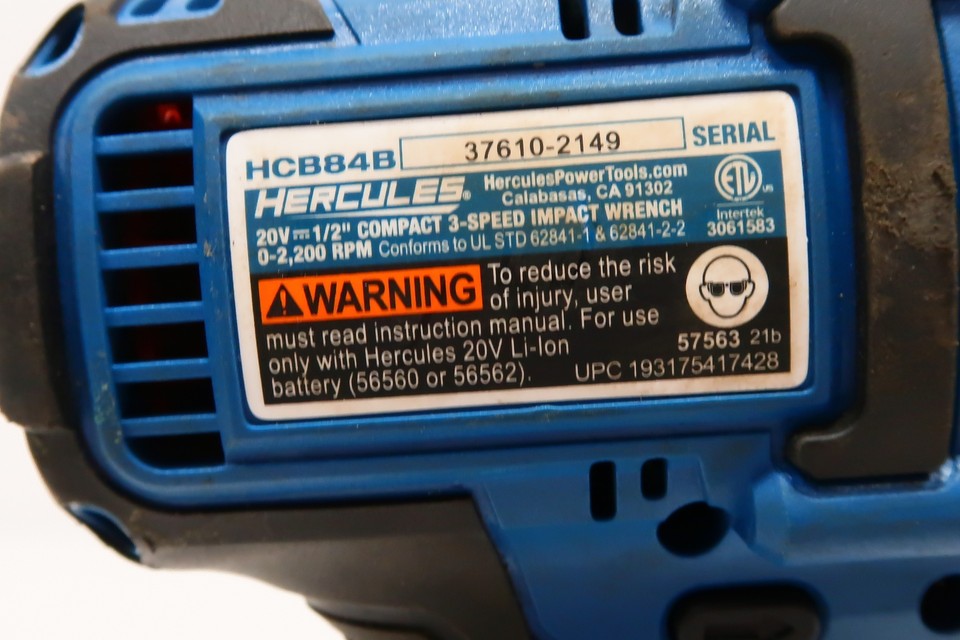 HCB84B 37610-2149 SERIAL
HERCULES® HerculesPowerTools.com
Calabasas, CA 91302
20V 1/2" COMPACT 3-SPEED IMPACT WRENCH
0-2,200 RPM Conforms to UL STD 62841-1 & 62841-2-2
ETL US
Intertek
3061583
WARNING To reduce the risk
of injury, user
must read instruction manual. For use
only with Hercules 20V Li-Ion
battery (56560 or 56562).
57563 21b
UPC 193175417428